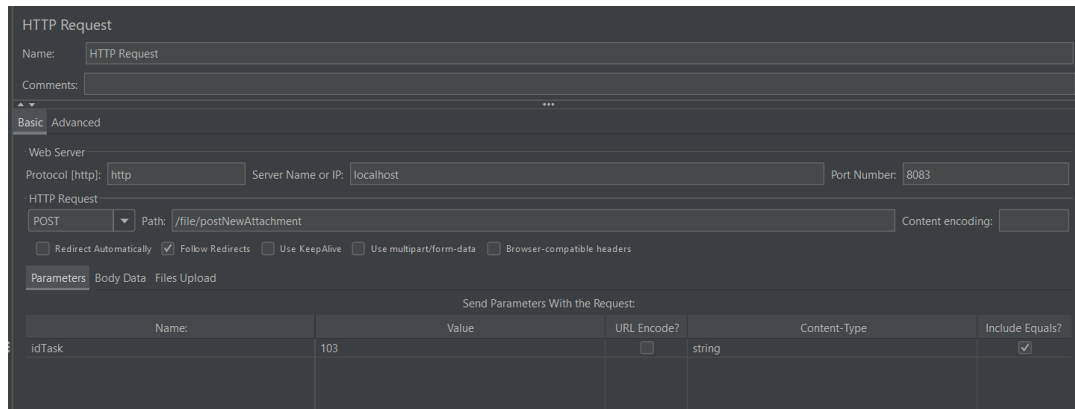 HTTP Request
Name: HTTP Request
Comments:
Basic Advanced
Web Server
Protocol [http]: http Server Name or IP: localhost Port Number: 8083
HTTP Request
POST Path: /file/postNewAttachment Content encoding:
Redirect Automatically Follow Redirects Use KeepAlive Use multipart/form-data Browser-compatible headers
Parameters Body Data Files Upload
Send Parameters With the Request:
Name: Value URL Encode? Content-Type Include Equals?
idTask 103 string